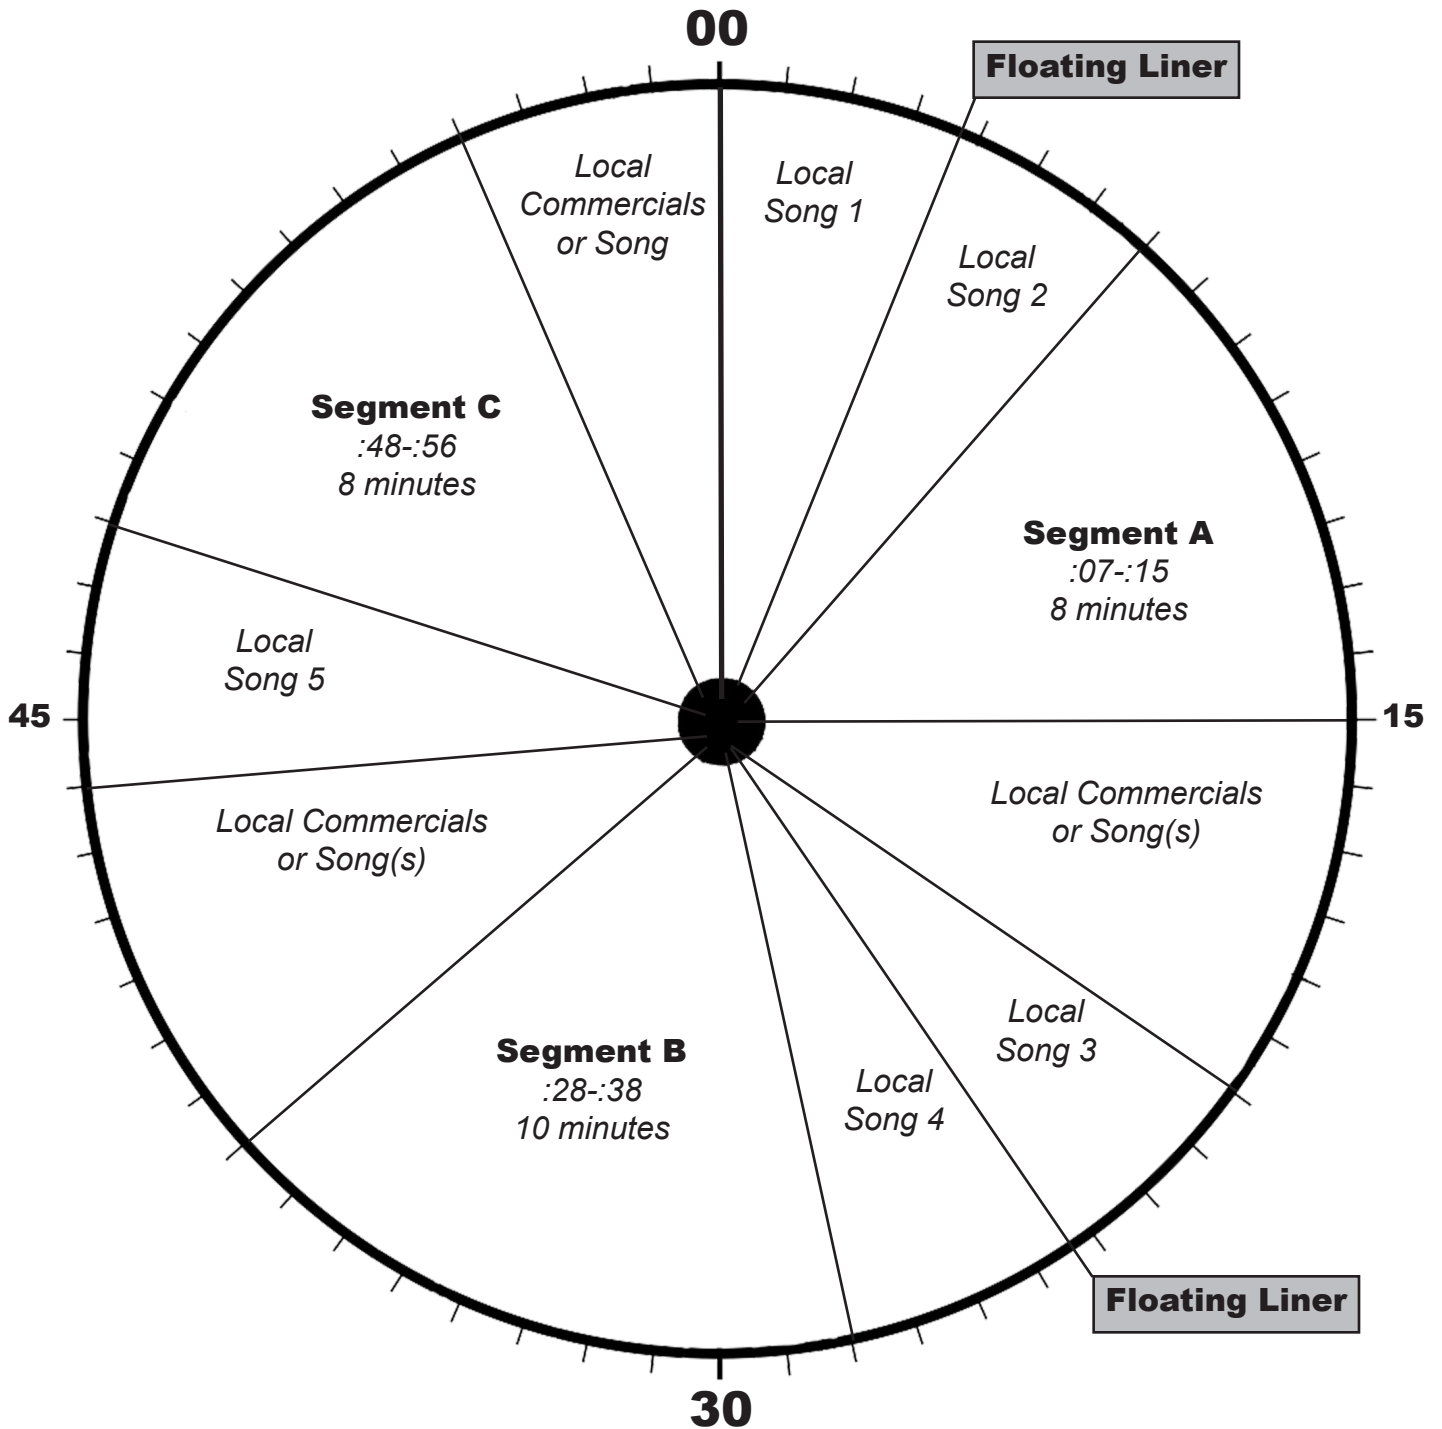 00
Floating Liner
Local
Song 1
Local
Song 2
Segment A
:07-:15
8 minutes
15
Local Commercials
or Song(s)
Local
Song 3
Floating Liner
Local
Song 4
30
Segment B
:28-:38
10 minutes
Local Commercials
or Song(s)
45
Local
Song 5
Segment C
:48-:56
8 minutes
Local
Commercials
or Song